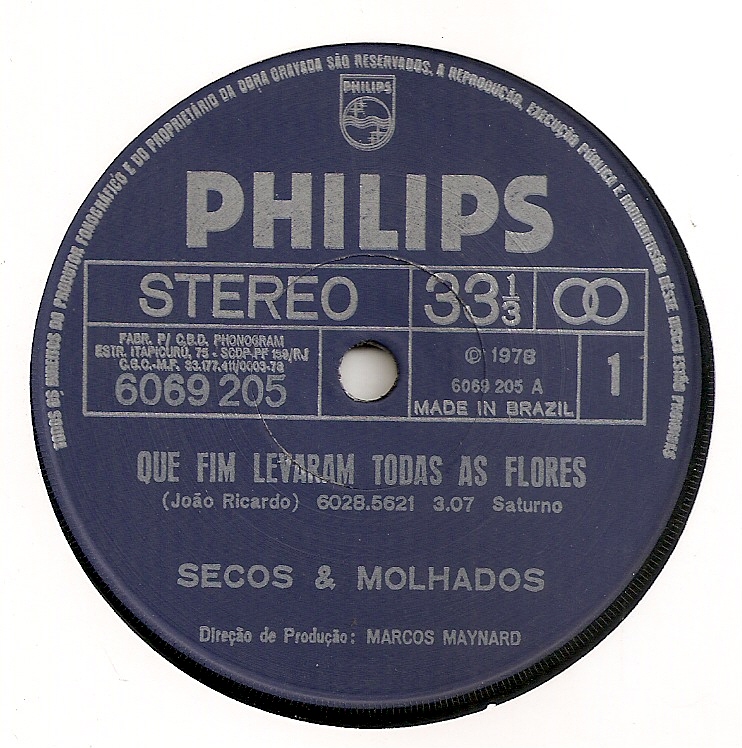 TODOS OS DIREITOS DO PRODUTOR FONOGRÁFICO E DO PROPRIETÁRIO DA OBRA GRAVADA SÃO RESERVADOS. A REPRODUÇÃO, EXECUÇÃO PÚBLICA E RADIODIFUSÃO DESTE DISCO ESTÃO PROIBIDAS
PHILIPS
PHILIPS
STEREO 33 1/3
FABR. P/ C.B.D. PHONOGRAM
ESTR. ITAPICURÚ, 75 - SCDP-PF 159/RJ
C.G.C.-M.F. 33.177.411/0003-78
6069 205
℗ 1978
6069 205 A
MADE IN BRAZIL
1
QUE FIM LEVARAM TODAS AS FLORES
(João Ricardo) 6028.5621 3.07 Saturno
SECOS & MOLHADOS
Direção de Produção: MARCOS MAYNARD